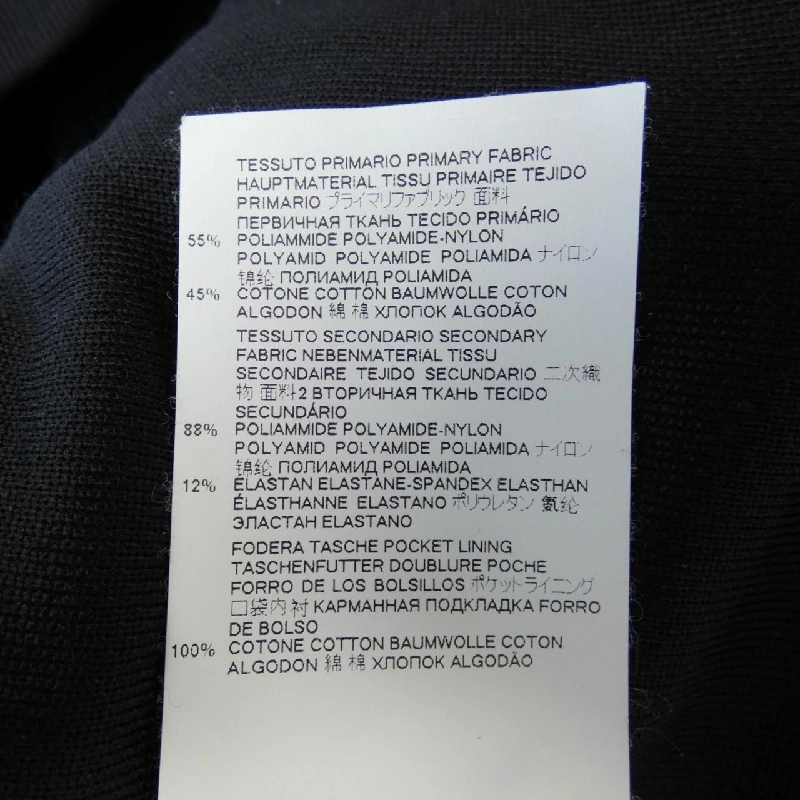 TESSUTO PRIMARIO PRIMARY FABRIC
HAUPTMATERIAL TISSU PRIMAIRE TEJIDO
PRIMARIO プライマリファブリック 面料
ПЕРВИЧНАЯ ТКАНЬ TECIDO PRIMÁRIO
55% POLIAMMIDE POLYAMIDE-NYLON
POLYAMID POLYAMIDE POLIAMIDA ナイロン
锦纶 ПОЛИАМИД POLIAMIDA
45% COTONE COTTON BAUMWOLLE COTON
ALGODON 綿 棉 ХЛОПОК ALGODÃO
TESSUTO SECONDARIO SECONDARY
FABRIC NEBENMATERIAL TISSU
SECONDAIRE TEJIDO SECUNDARIO 二次織
物 面料2 ВТОРИЧНАЯ ТКАНЬ TECIDO
SECUNDÁRIO
88% POLIAMMIDE POLYAMIDE-NYLON
POLYAMID POLYAMIDE POLIAMIDA ナイロン
锦纶 ПОЛИАМИД POLIAMIDA
12% ELASTAN ELASTANE-SPANDEX ELASTHAN
ÉLASTHANNE ELASTANO ポリウレタン 氨纶
ЭЛАСТАН ELASTANO
FODERA TASCHE POCKET LINING
TASCHENFUTTER DOUBLURE POCHE
FORRO DE LOS BOLSILLOS ポケットライニング
口袋内衬 КАРМАННАЯ ПОДКЛАДКА FORRO
DE BOLSO
100% COTONE COTTON BAUMWOLLE COTON
ALGODON 綿 棉 ХЛОПОК ALGODÃO